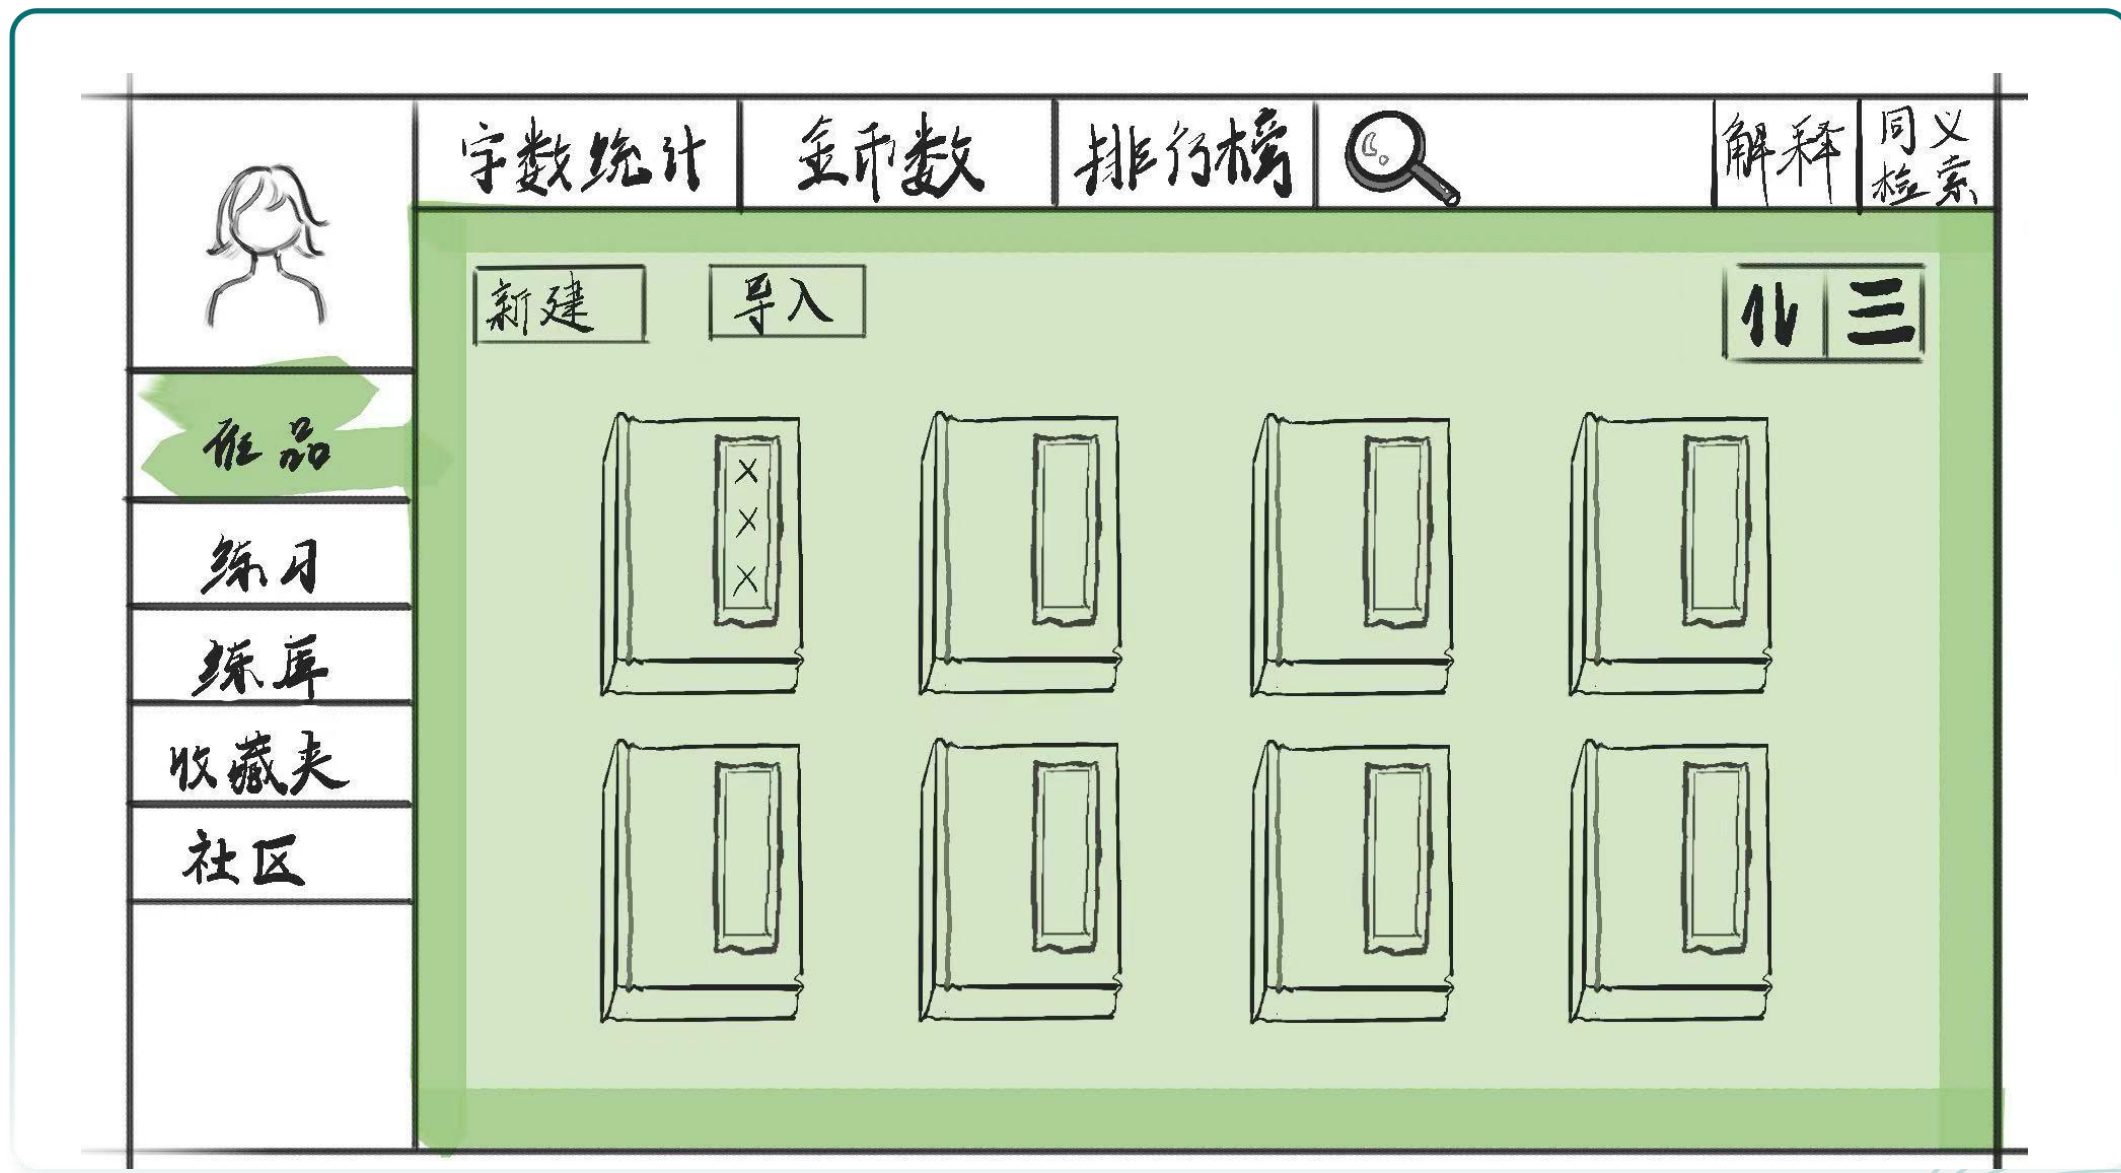 字数统计 金币数 排行榜 解释 同义
检索
新建 导入
作品
×
×
×
练习
练库
收藏夹
社区